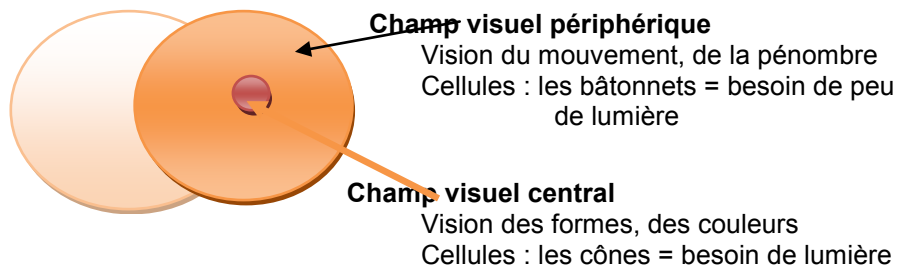 Champ visuel périphérique
Vision du mouvement, de la pénombre
Cellules : les bâtonnets = besoin de peu
de lumière
Champ visuel central
Vision des formes, des couleurs
Cellules : les cônes = besoin de lumière